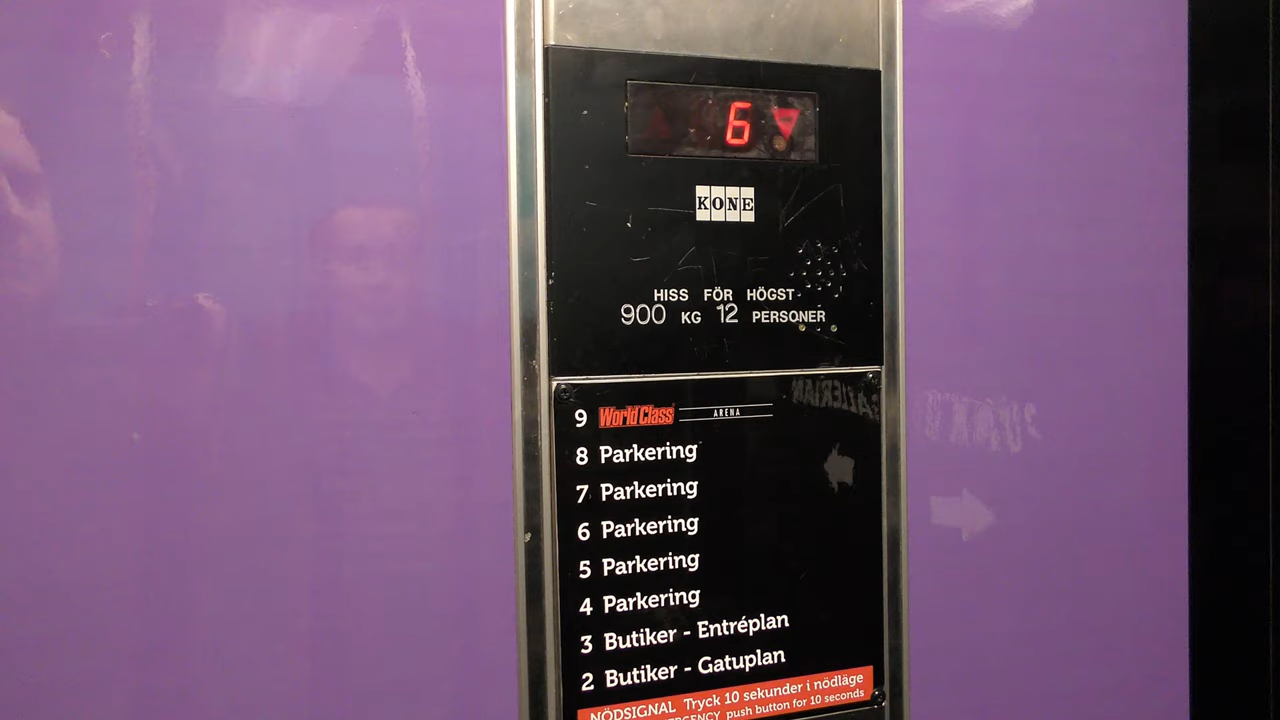 6
KONE
HISS FÖR HÖGST
900 KG 12 PERSONER
9 World Class ARENA
8 Parkering
7 Parkering
6 Parkering
5 Parkering
4 Parkering
3 Butiker - Entréplan
2 Butiker - Gatuplan
NÖDSIGNAL Tryck 10 sekunder i nödläge
push button for 10 seconds